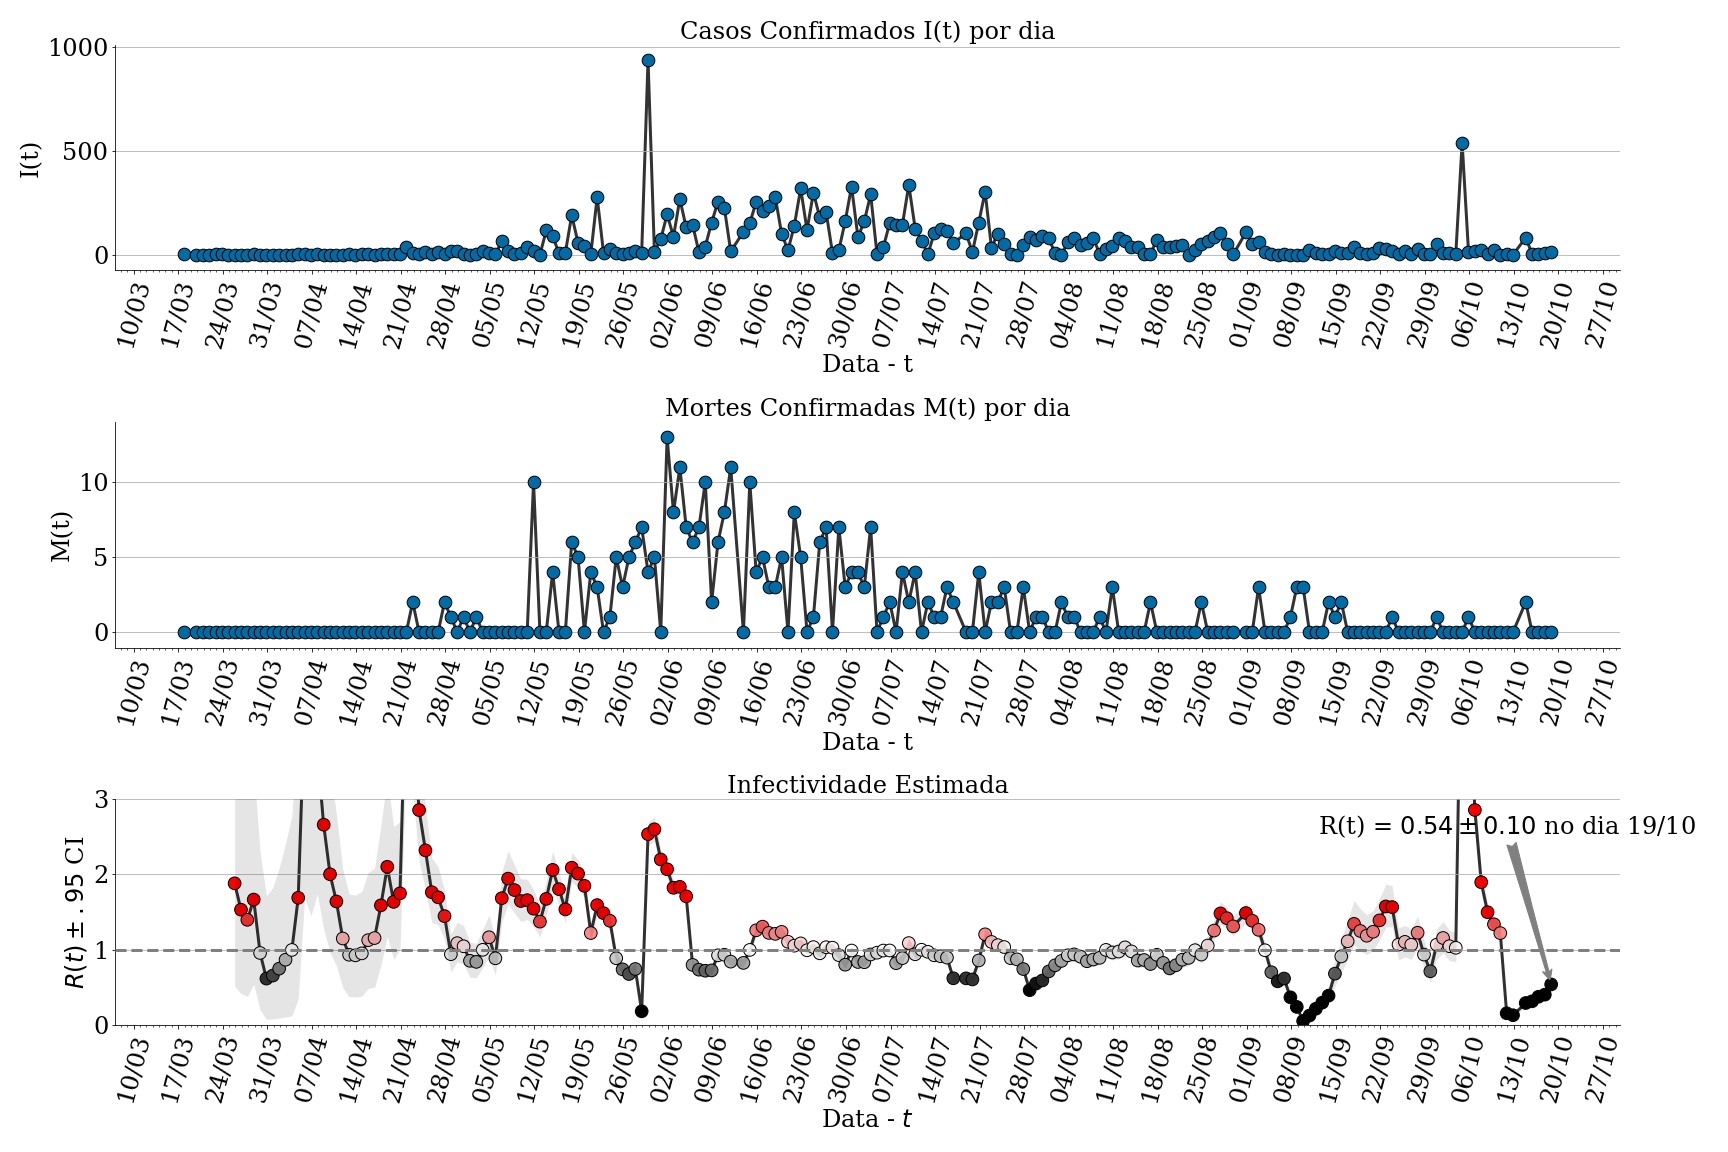 Casos Confirmados I(t) por dia
1000
500
0
I(t)
10/03 17/03 24/03 31/03 07/04 14/04 21/04 28/04 05/05 12/05 19/05 26/05 02/06 09/06 16/06 23/06 30/06 07/07 14/07 21/07 28/07 04/08 11/08 18/08 25/08 01/09 08/09 15/09 22/09 29/09 06/10 13/10 20/10 27/10
Data - t
Mortes Confirmadas M(t) por dia
10
5
0
M(t)
10/03 17/03 24/03 31/03 07/04 14/04 21/04 28/04 05/05 12/05 19/05 26/05 02/06 09/06 16/06 23/06 30/06 07/07 14/07 21/07 28/07 04/08 11/08 18/08 25/08 01/09 08/09 15/09 22/09 29/09 06/10 13/10 20/10 27/10
Data - t
Infectividade Estimada
3
2
1
0
R(t) ± .95 CI
R(t) = 0.54 ± 0.10 no dia 19/10
10/03 17/03 24/03 31/03 07/04 14/04 21/04 28/04 05/05 12/05 19/05 26/05 02/06 09/06 16/06 23/06 30/06 07/07 14/07 21/07 28/07 04/08 11/08 18/08 25/08 01/09 08/09 15/09 22/09 29/09 06/10 13/10 20/10 27/10
Data - t